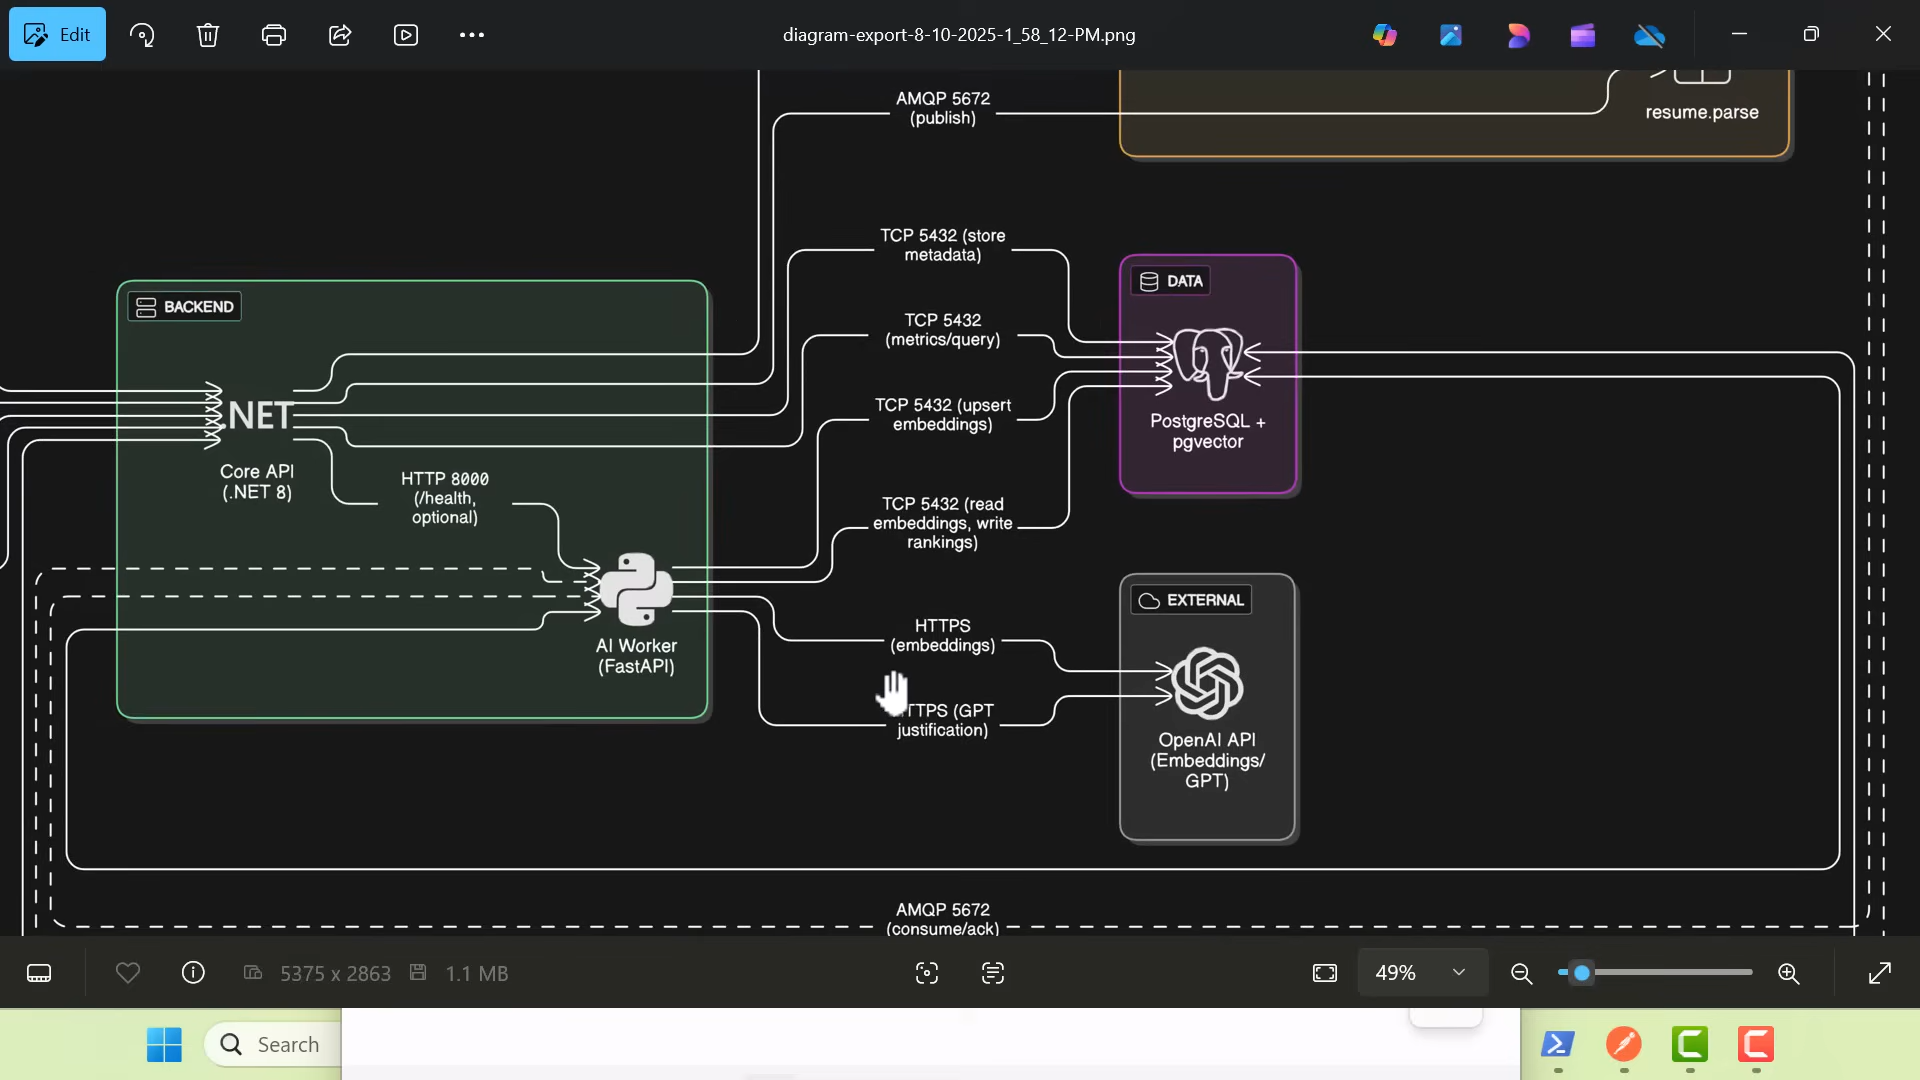 Edit
diagram-export-8-10-2025-1_58_12-PM.png
AMQP 5672
(publish)
resume.parse
TCP 5432 (store
metadata)
DATA
BACKEND
TCP 5432
(metrics/query)
.NET
TCP 5432 (upsert
embeddings)
PostgreSQL +
pgvector
Core API
(.NET 8)
HTTP 8000
(/health,
optional)
TCP 5432 (read
embeddings, write
rankings)
EXTERNAL
HTTPS
(embeddings)
AI Worker
(FastAPI)
TTPS (GPT
justification)
OpenAI API
(Embeddings/
GPT)
AMQP 5672
(consume/ack)
5375 x 2863
1.1 MB
49%
Search